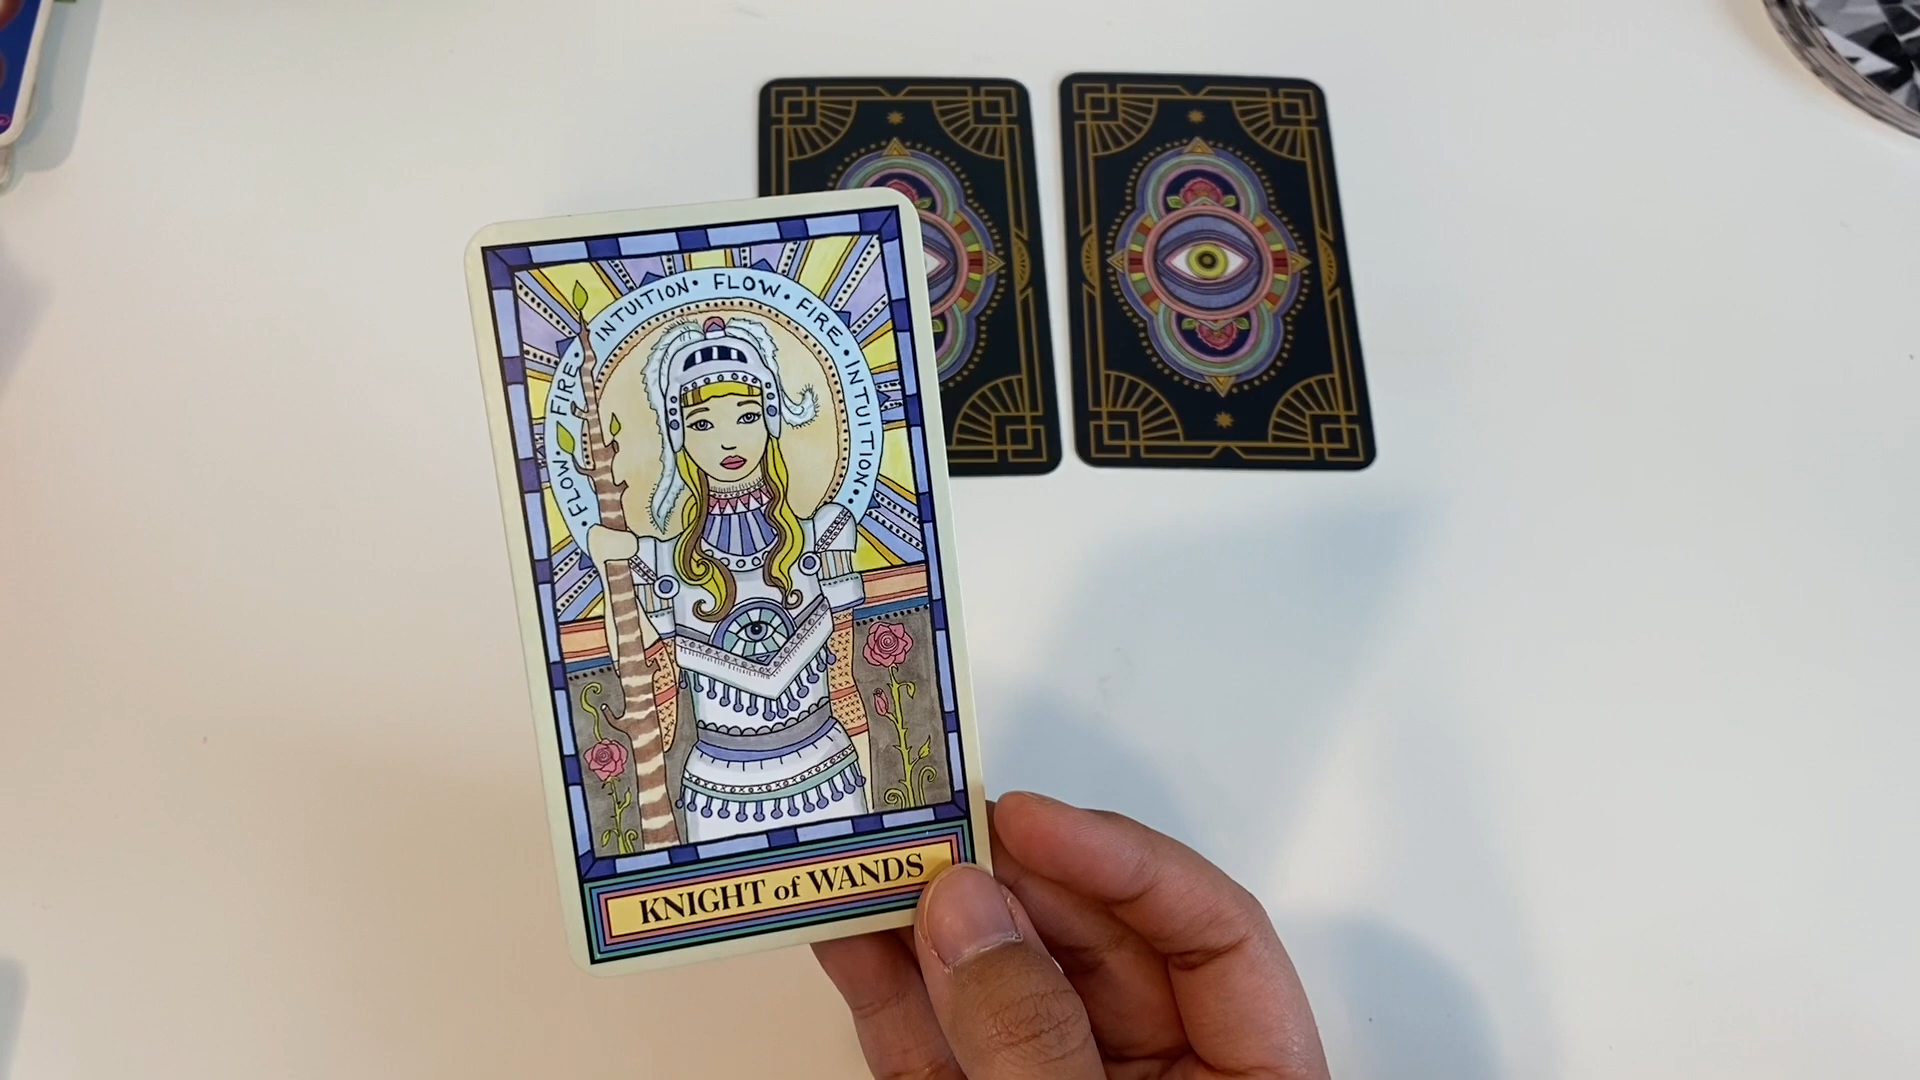 • FLOW • FIRE • INTUITION • FLOW • FIRE • INTUITION •
KNIGHT of WANDS